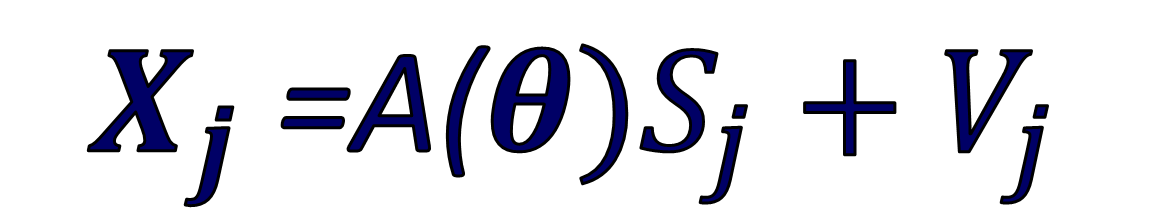 X_j =A(θ)S_j + V_j